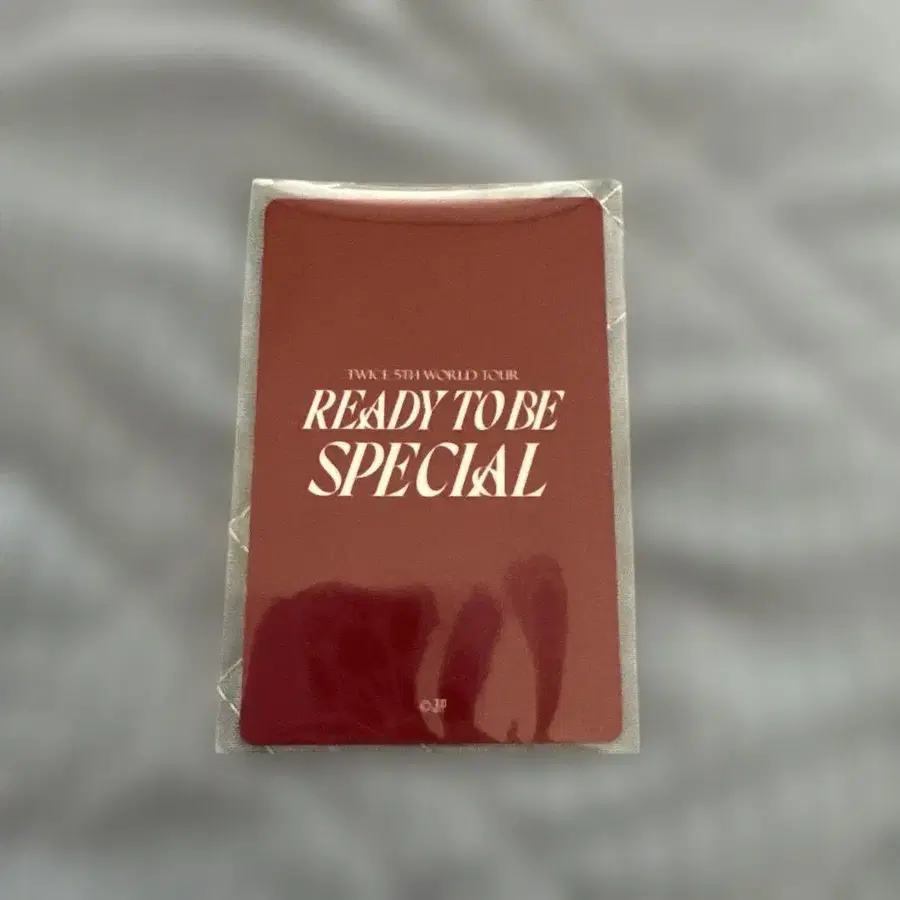 TWICE 5TH WORLD TOUR
READY TO BE
SPECIAL